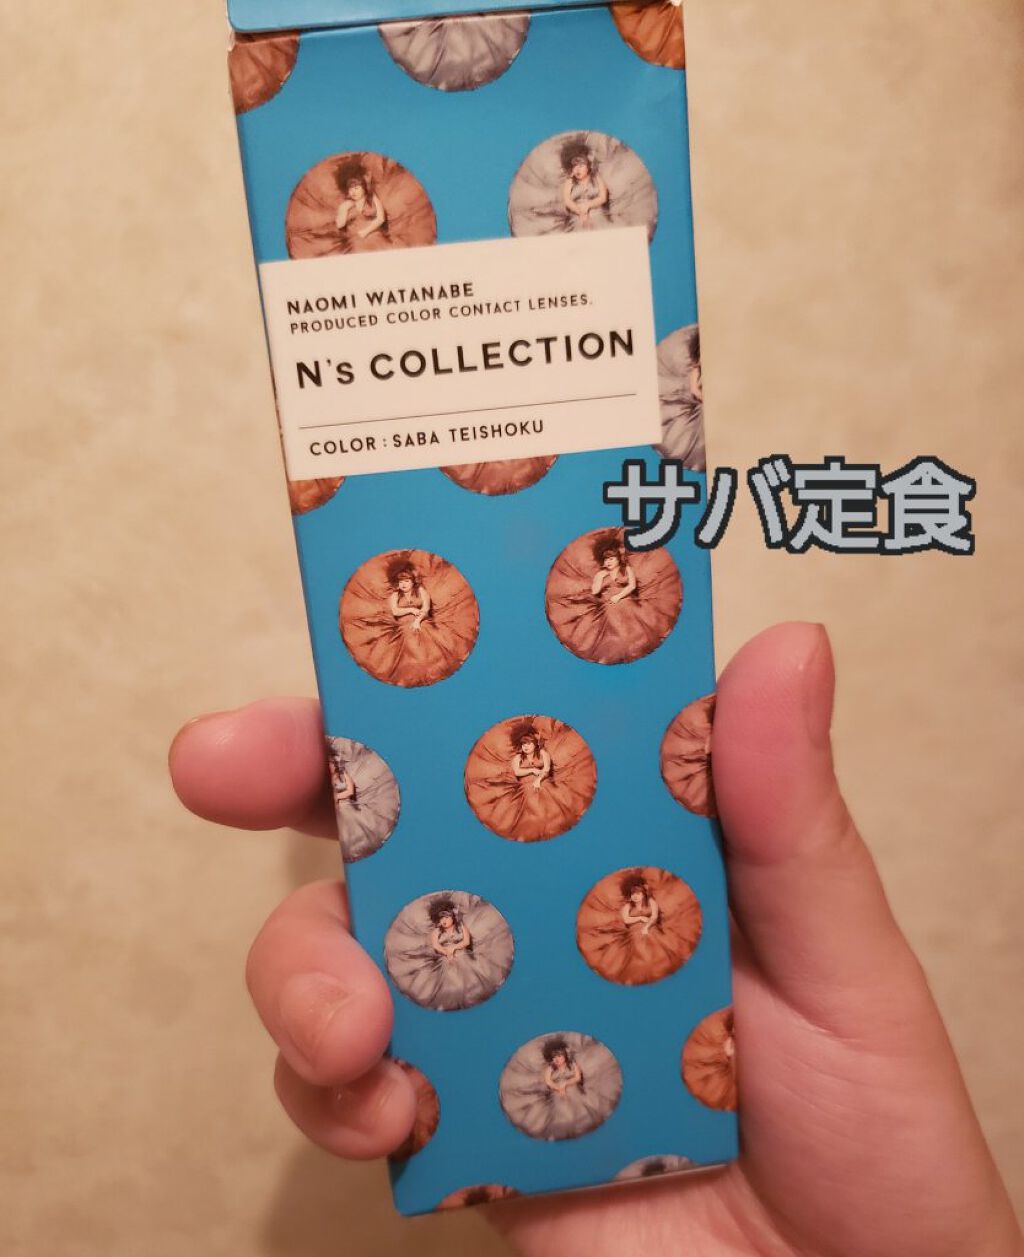 NAOMI WATANABE
PRODUCED COLOR CONTACT LENSES.
N's COLLECTION
COLOR : SABA TEISHOKU
サバ定食